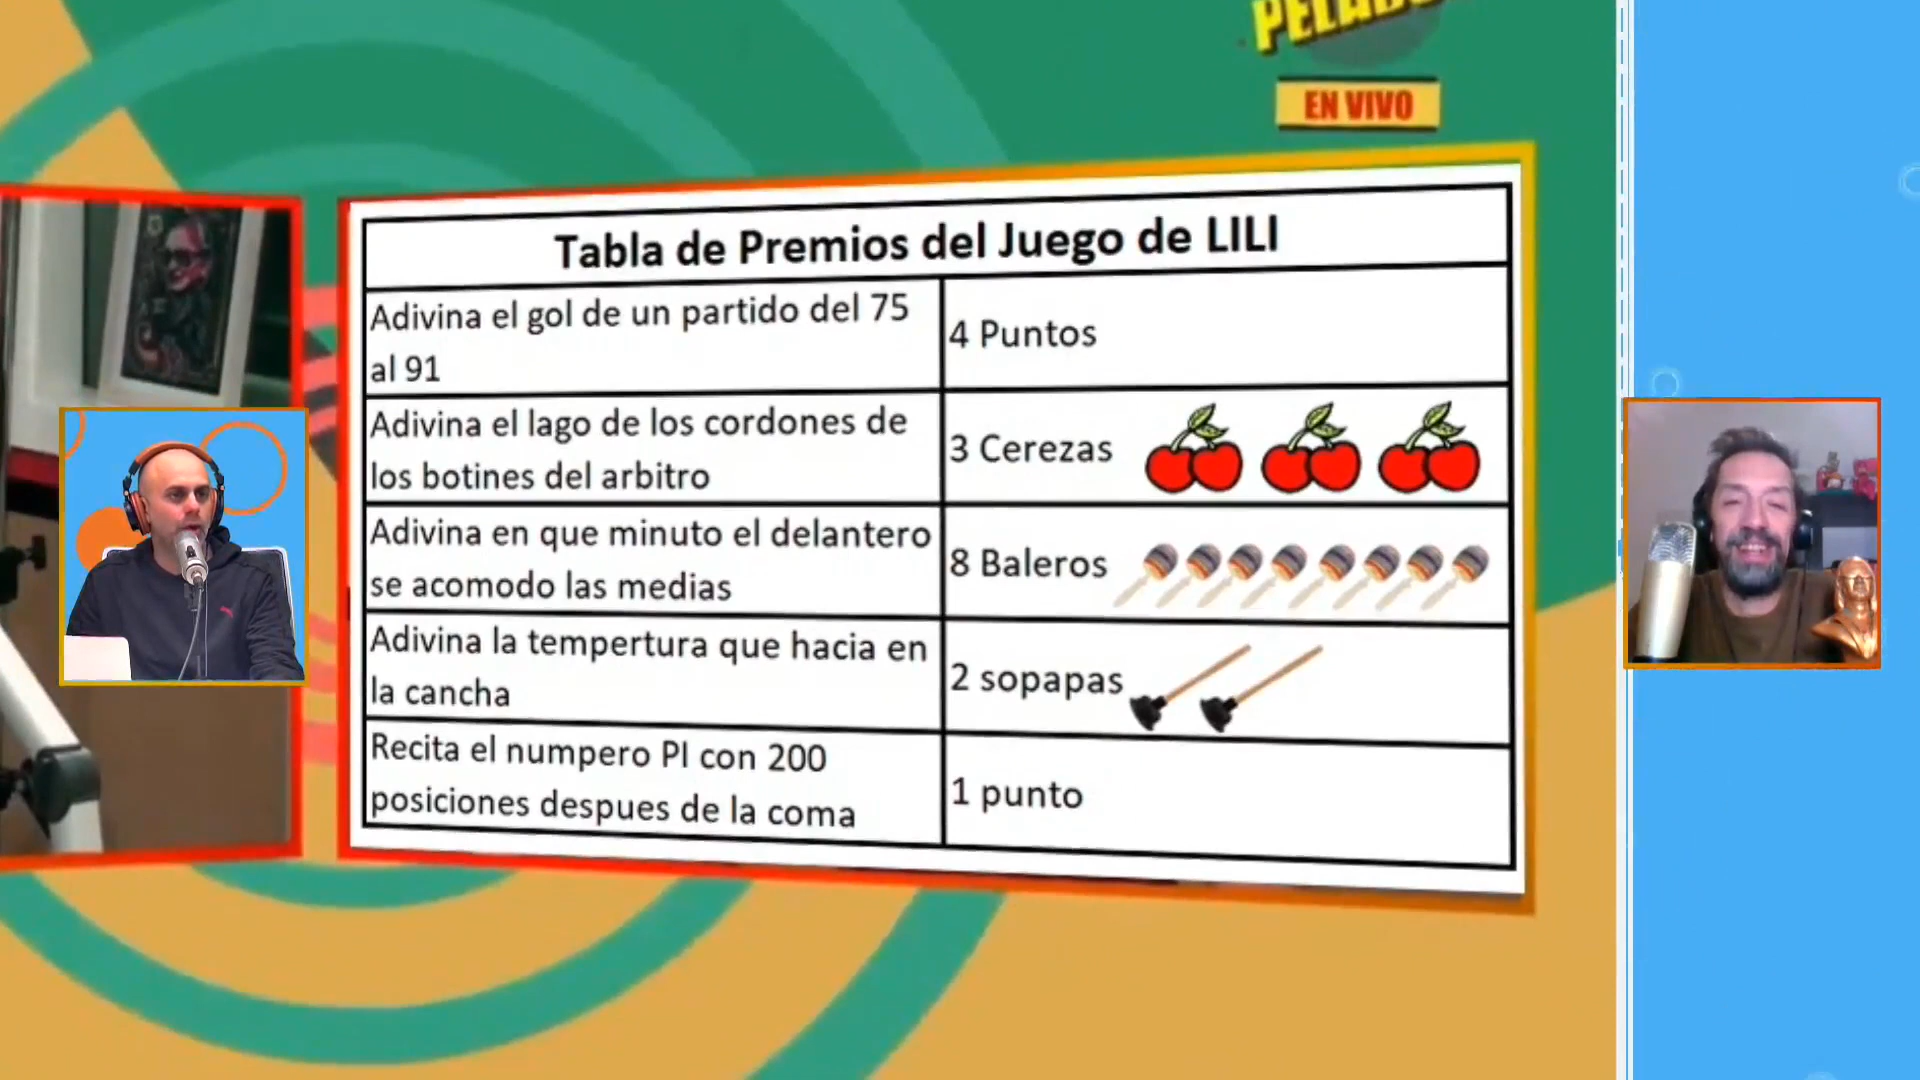 EN VIVO
Tabla de Premios del Juego de LILI
Adivina el gol de un partido del 75
al 91
4 Puntos
Adivina el lago de los cordones de
los botines del arbitro
3 Cerezas
Adivina en que minuto el delantero
se acomodo las medias
8 Baleros
Adivina la tempertura que hacia en
la cancha
2 sopapas
Recita el numpero PI con 200
posiciones despues de la coma
1 punto